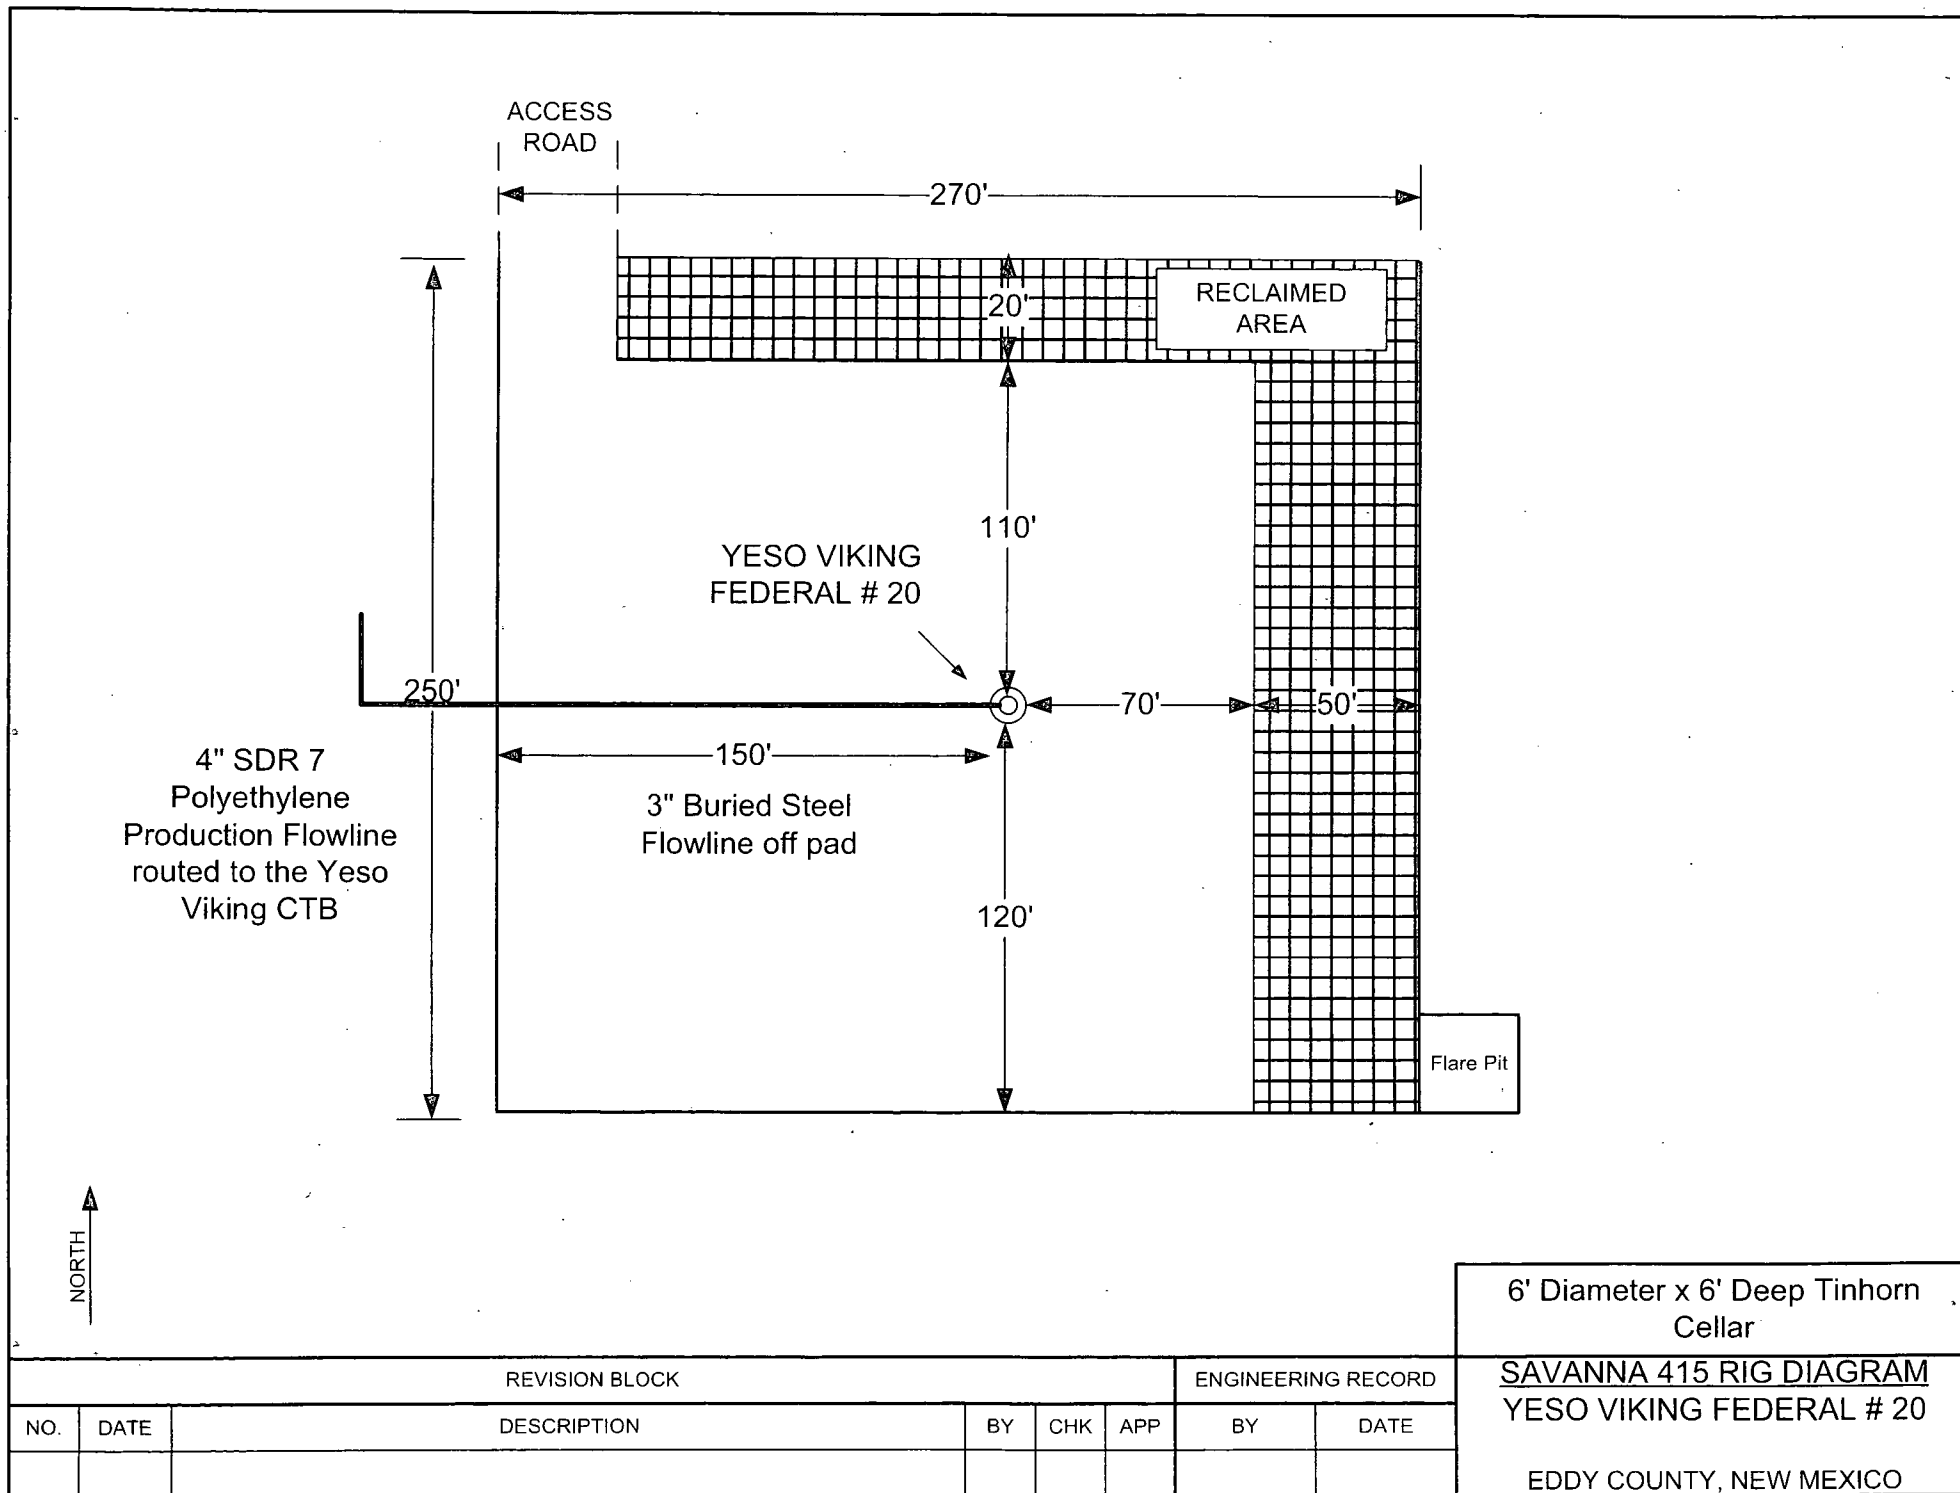 ACCESS
ROAD
270'
20'
RECLAIMED
AREA
110'
YESO VIKING
FEDERAL # 20
250'
70'
50'
150'
4" SDR 7
Polyethylene
Production Flowline
routed to the Yeso
Viking CTB
3" Buried Steel
Flowline off pad
120'
Flare Pit
NORTH
6' Diameter x 6' Deep Tinhorn
Cellar
REVISION BLOCK
ENGINEERING RECORD
SAVANNA 415 RIG DIAGRAM
YESO VIKING FEDERAL # 20
NO. DATE DESCRIPTION BY CHK APP BY DATE
EDDY COUNTY, NEW MEXICO